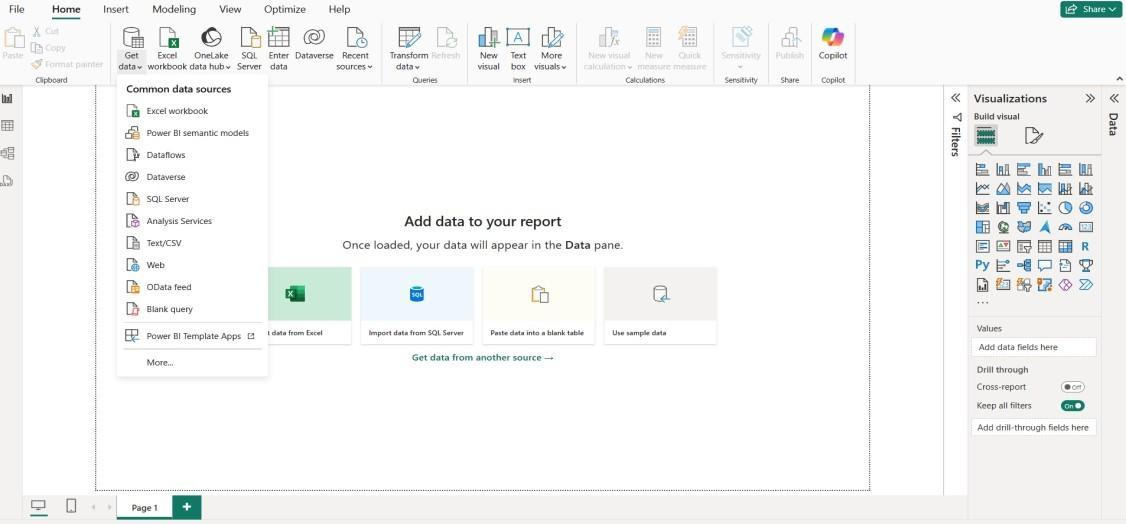 File Home Insert Modeling View Optimize Help
Share
Paste
Cut
Copy
Format painter
Clipboard
Get data
Excel workbook
OneLake data hub
SQL Server
Enter data
Dataverse
Recent sources
Transform data
Refresh
Queries
New visual
Text box
More visuals
Insert
New visual calculation
New measure
Quick measure
Calculations
Sensitivity
Sensitivity
Publish
Share
Copilot
Copilot
Common data sources
Excel workbook
Power BI semantic models
Dataflows
Dataverse
SQL Server
Analysis Services
Text/CSV
Web
OData feed
Blank query
Power BI Template Apps
More...
Add data to your report
Once loaded, your data will appear in the Data pane.
SQL
data from Excel
Import data from SQL Server
Paste data into a blank table
Use sample data
Get data from another source →
Filters
Visualizations
Build visual
R
Py
...
Values
Add data fields here
Drill through
Cross-report
Off
Keep all filters
On
Add drill-through fields here
Data
Page 1